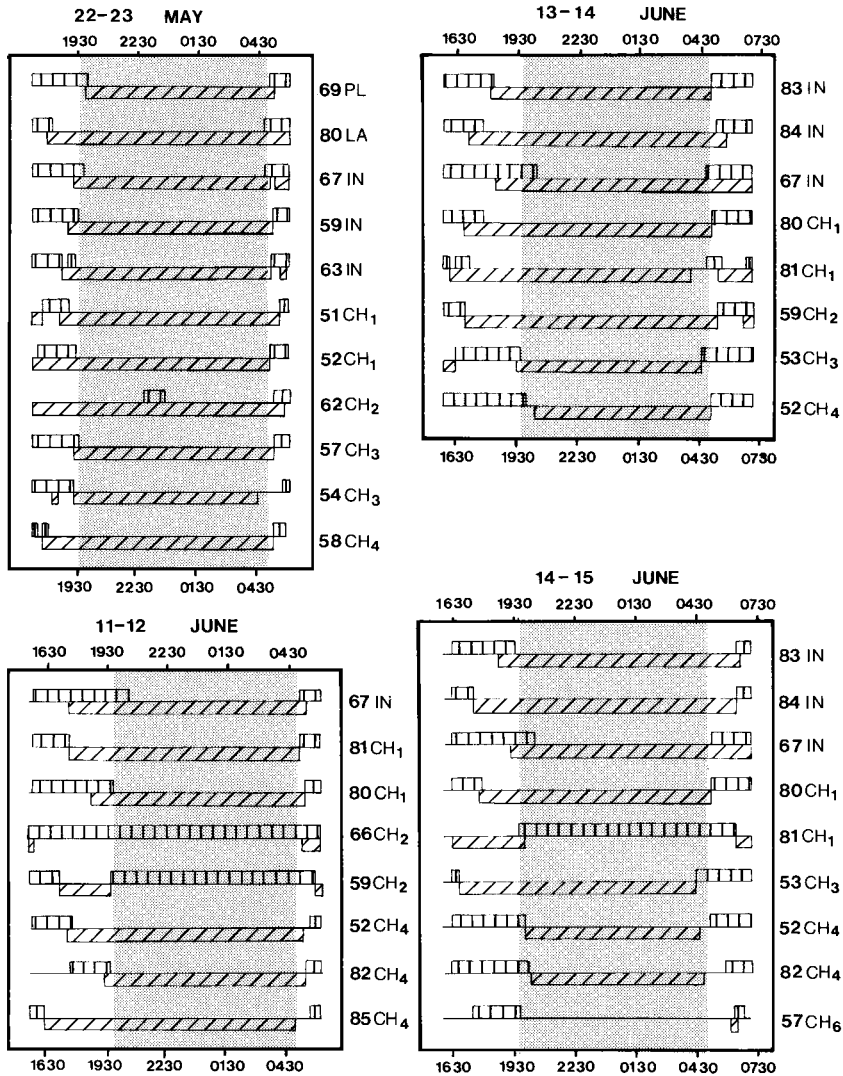 22–23 MAY
1930 2230 0130 0430
69 PL
80 LA
67 IN
59 IN
63 IN
51 CH₁
52 CH₁
62 CH₂
57 CH₃
54 CH₃
58 CH₄
1930 2230 0130 0430
13–14 JUNE
1630 1930 2230 0130 0430 0730
83 IN
84 IN
67 IN
80 CH₁
81 CH₁
59 CH₂
53 CH₃
52 CH₄
1630 1930 2230 0130 0430 0730
11–12 JUNE
1630 1930 2230 0130 0430
67 IN
81 CH₁
80 CH₁
66 CH₂
59 CH₂
52 CH₄
82 CH₄
85 CH₄
1630 1930 2230 0130 0430
14–15 JUNE
1630 1930 2230 0130 0430 0730
83 IN
84 IN
67 IN
80 CH₁
81 CH₁
53 CH₃
52 CH₄
82 CH₄
57 CH₆
1630 1930 2230 0130 0430 0730